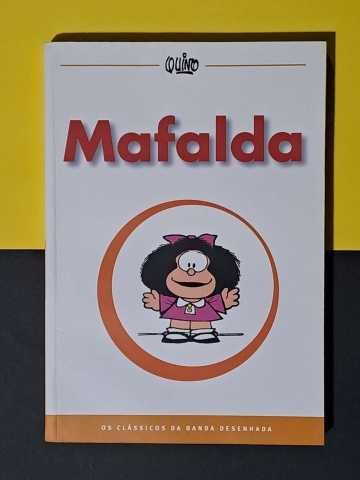 QUINO
Mafalda
OS CLÁSSICOS DA BANDA DESENHADA